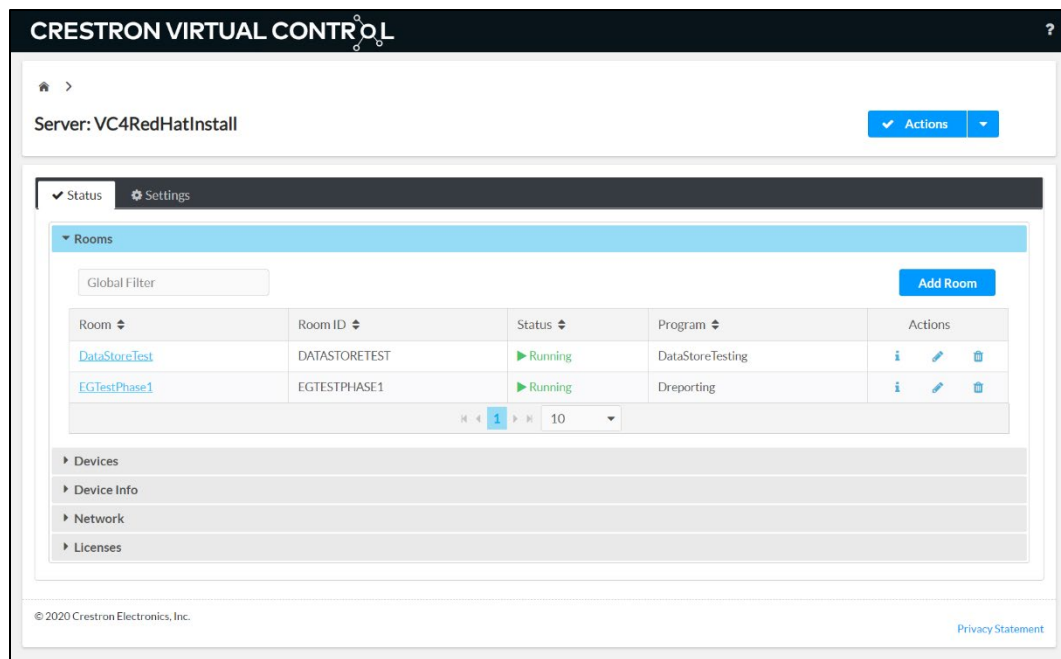 CRESTRON VIRTUAL CONTROL ?
Server: VC4RedHatInstall Actions
Status Settings
Rooms
Global Filter Add Room
Room Room ID Status Program Actions
DataStoreTest DATASTORETEST Running DataStoreTesting
EGTestPhase1 EGTESTPHASE1 Running Dreporting
1 10
Devices
Device Info
Network
Licenses
© 2020 Crestron Electronics, Inc.
Privacy Statement